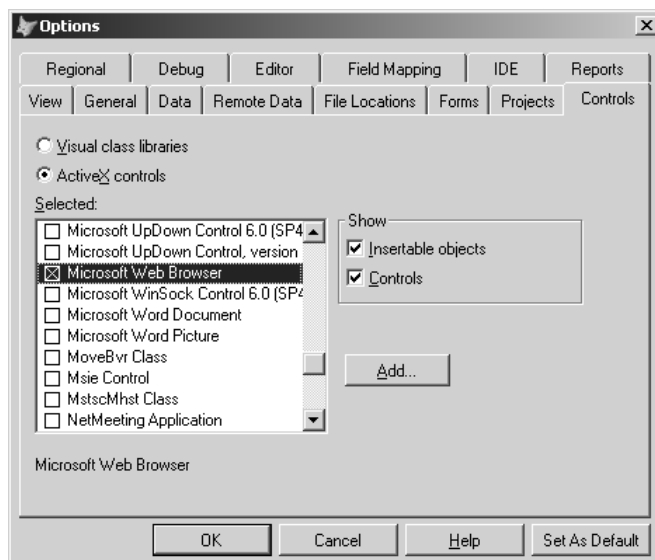 Options
Regional Debug Editor Field Mapping IDE Reports
View General Data Remote Data File Locations Forms Projects Controls
Visual class libraries
ActiveX controls
Selected:
Microsoft UpDown Control 6.0 (SP4
Microsoft UpDown Control, version
Microsoft Web Browser
Microsoft WinSock Control 6.0 (SP4
Microsoft Word Document
Microsoft Word Picture
MoveBvr Class
Msie Control
MstscMhst Class
NetMeeting Application
Show
Insertable objects
Controls
Add...
Microsoft Web Browser
OK Cancel Help Set As Default